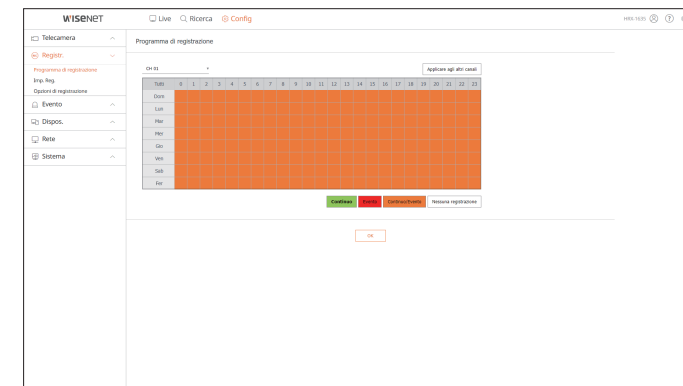 WISENET Live Ricerca Config HRX-1635
Telecamera
Programma di registrazione
Registr.
Programma di registrazione
Imp. Reg.
Opzioni di registrazione
Evento
Dispos.
Rete
Sistema
CH 01 Applicare agli altri canali
Tutti 0 1 2 3 4 5 6 7 8 9 10 11 12 13 14 15 16 17 18 19 20 21 22 23
Dom
Lun
Mar
Mer
Gio
Ven
Sab
Fer
Continuo Evento Continuo/Evento Nessuna registrazione
OK